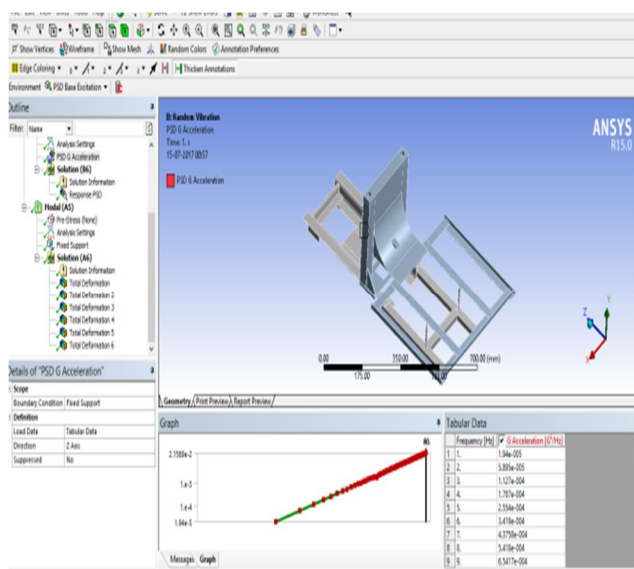 Show Vertices Wireframe Show Mesh Random Colors Annotation Preferences
Edge Coloring Thicken Annotations
Environment PSD Base Excitation
Outline
Filter: Name
Analysis Settings
PSD G Acceleration
Solution (B6)
Solution Information
Response PSD
Modal (A5)
Pre-Stress (None)
Analysis Settings
Fixed Support
Solution (A6)
Solution Information
Total Deformation
Total Deformation 2
Total Deformation 3
Total Deformation 4
Total Deformation 5
Total Deformation 6
B: Random Vibration
PSD G Acceleration
Time: 1. s
15-07-2017 00:57
PSD G Acceleration
ANSYS
R15.0
Y
Z
X
0.00 350.00 700.00 (mm)
175.00
Geometry Print Preview Report Preview
Details of "PSD G Acceleration"
Scope
Boundary Condition Fixed Support
Definition
Load Data Tabular Data
Direction Z Axis
Suppressed No
Graph
80.
1.e-3
1.e-4
1.94e-5
Messages Graph
Tabular Data
Frequency [Hz] G Acceleration [G²/Hz]
1 1. 1.94e-005
2 2. 5.895e-005
3 3. 1.127e-004
4 4. 1.787e-004
5 5. 2.554e-004
6 6. 3.419e-004
7 7. 4.3759e-004
8 8. 5.418e-004
9 9. 6.5417e-004